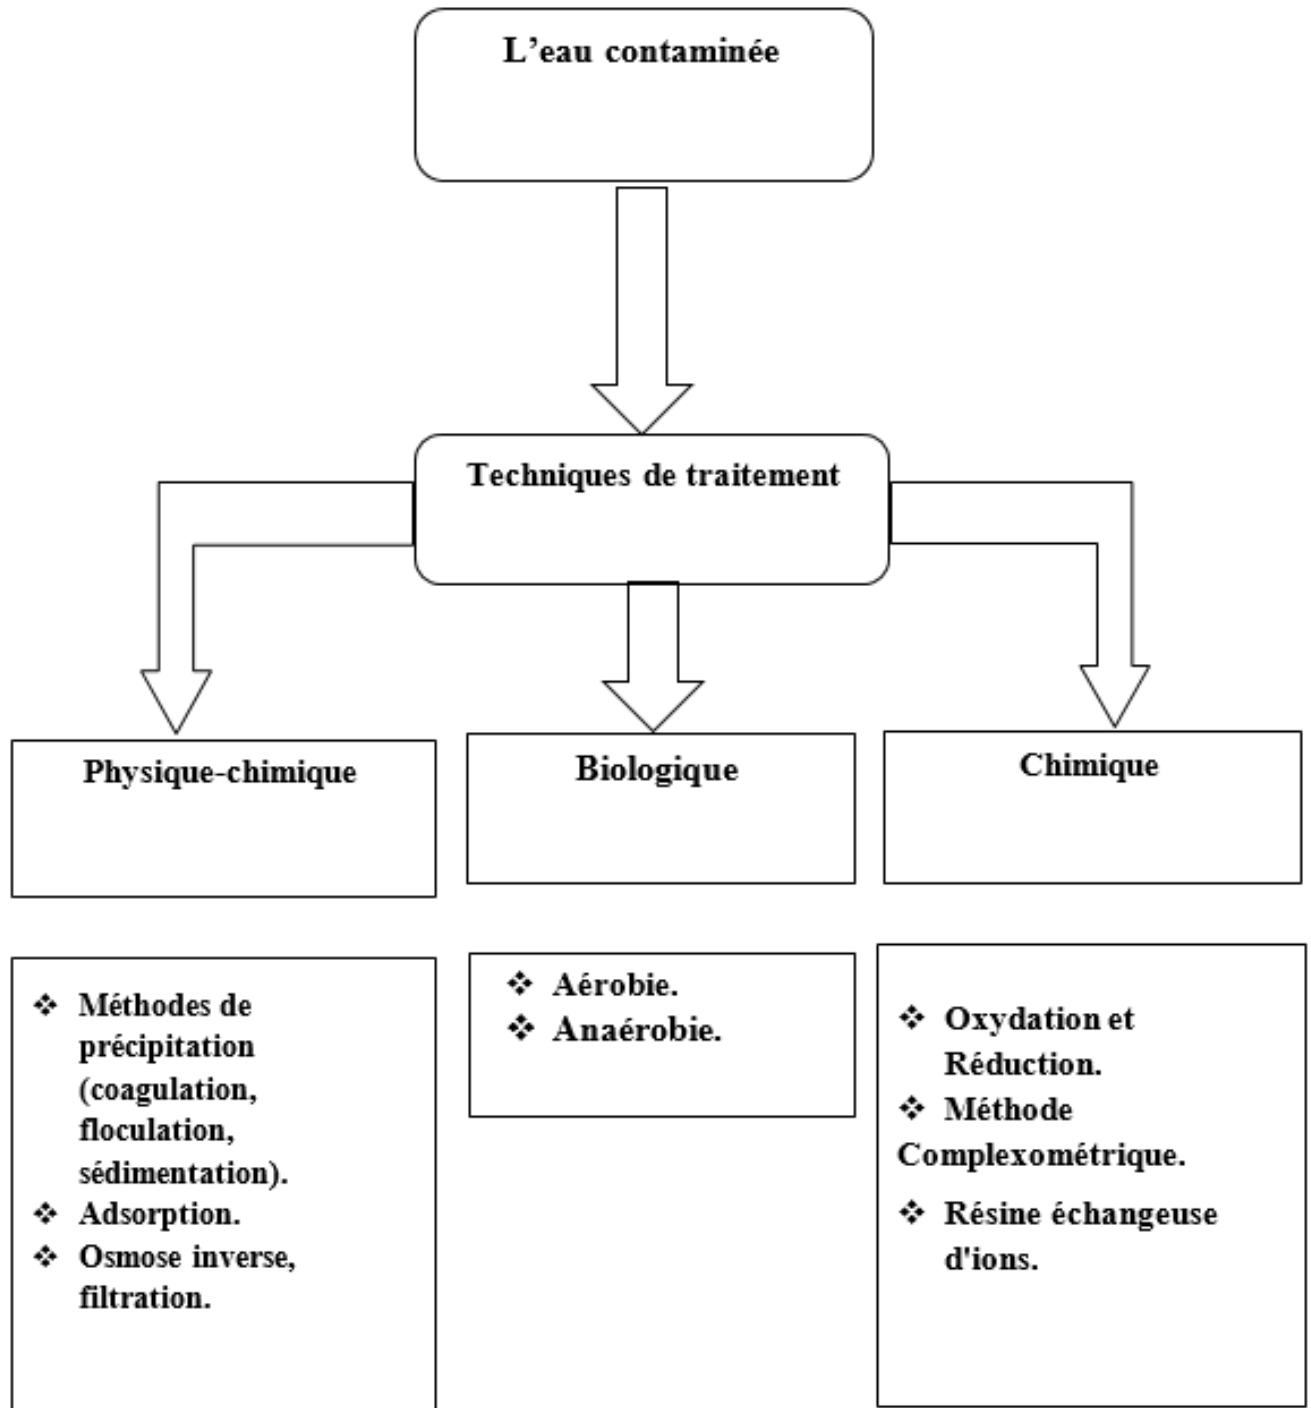 L’eau contaminée
Techniques de traitement
Physique-chimique
Biologique
Chimique
❖ Méthodes de
précipitation
(coagulation,
floculation,
sédimentation).
❖ Adsorption.
❖ Osmose inverse,
filtration.
❖ Aérobie.
❖ Anaérobie.
❖ Oxydation et
Réduction.
❖ Méthode
Complexométrique.
❖ Résine échangeuse
d'ions.